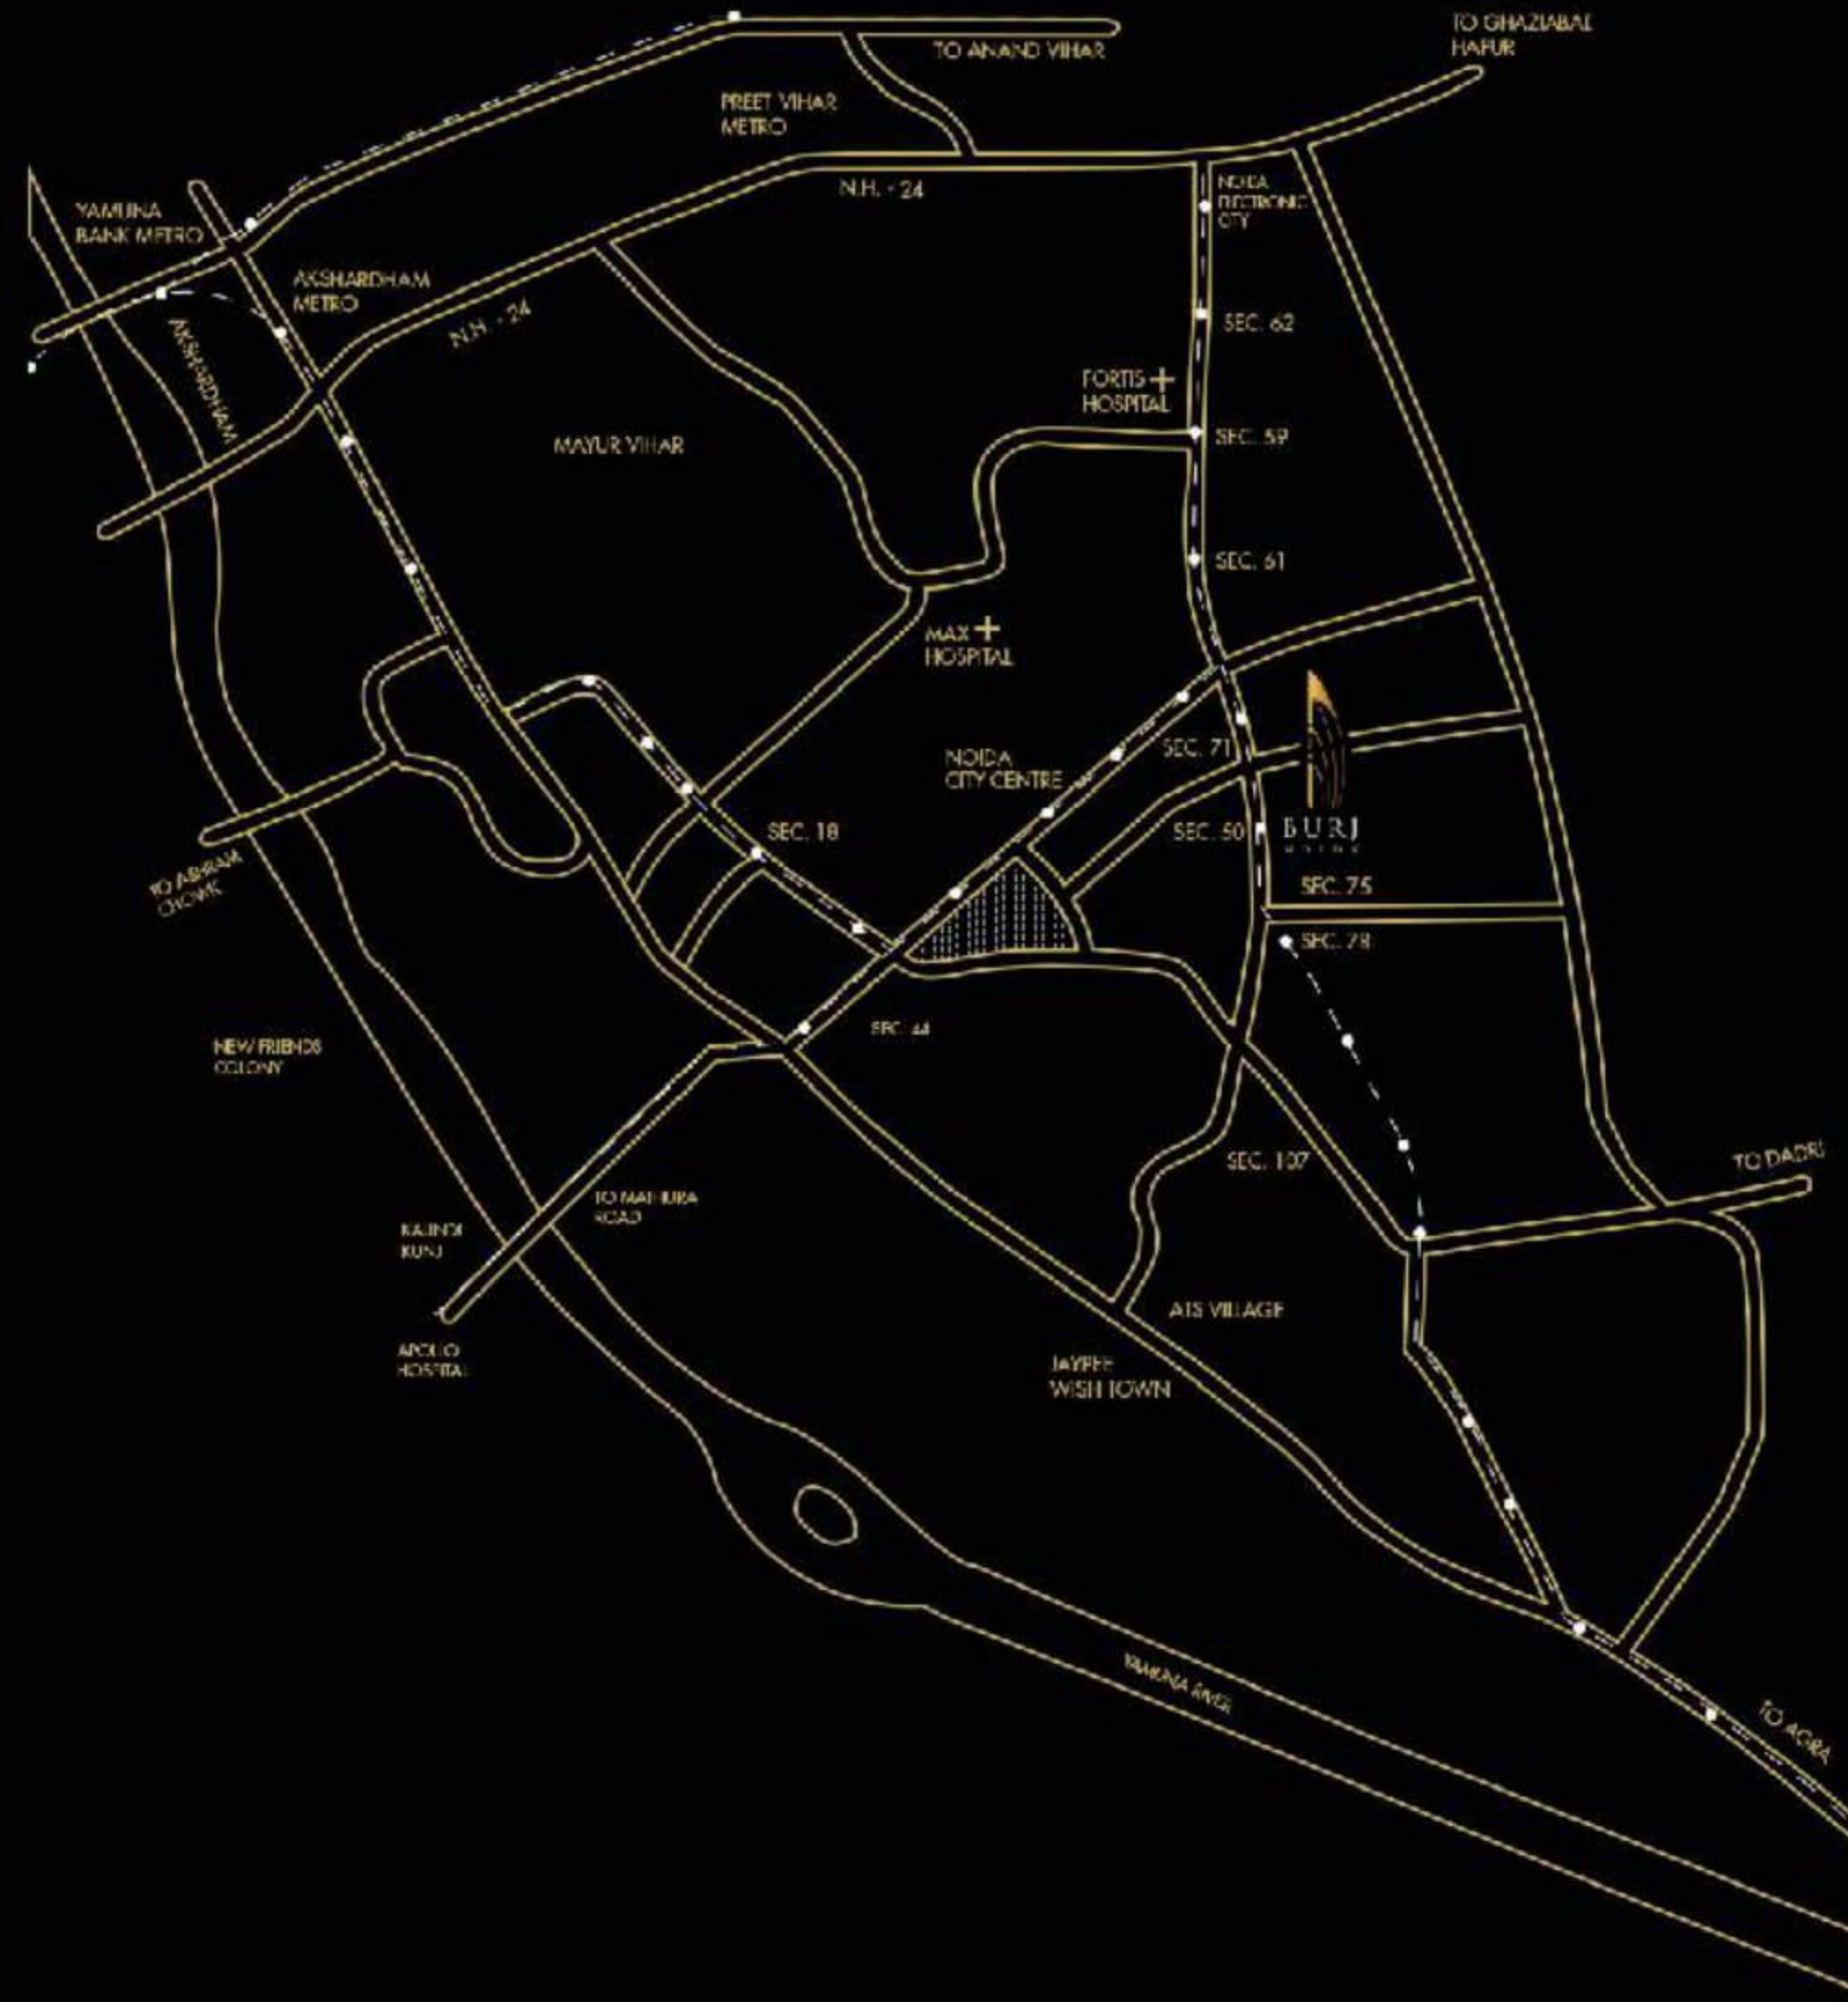 TO GHAZIABAD
HAPUR
TO ANAND VIHAR
PREET VIHAR
METRO
N.H. - 24
NOIDA
ELECTRONIC
CITY
YAMUNA
BANK METRO
AKSHARDHAM
METRO
N.H. - 24
AKSHARDHAM
SEC. 62
FORTIS
HOSPITAL
SEC. 59
MAYUR VIHAR
SEC. 61
MAX
HOSPITAL
SEC. 71
NOIDA
CITY CENTRE
SEC. 18
SEC. 50
BURJ
NOIDA
TO ASHRAM
CHOWK
SEC. 75
SEC. 78
SEC. 44
NEW FRIENDS
COLONY
SEC. 107
TO DADRI
TO MATHURA
ROAD
KALINDI
KUNJ
ATS VILLAGE
APOLLO
HOSPITAL
JAYPEE
WISH TOWN
YAMUNA RIVER
TO AGRA